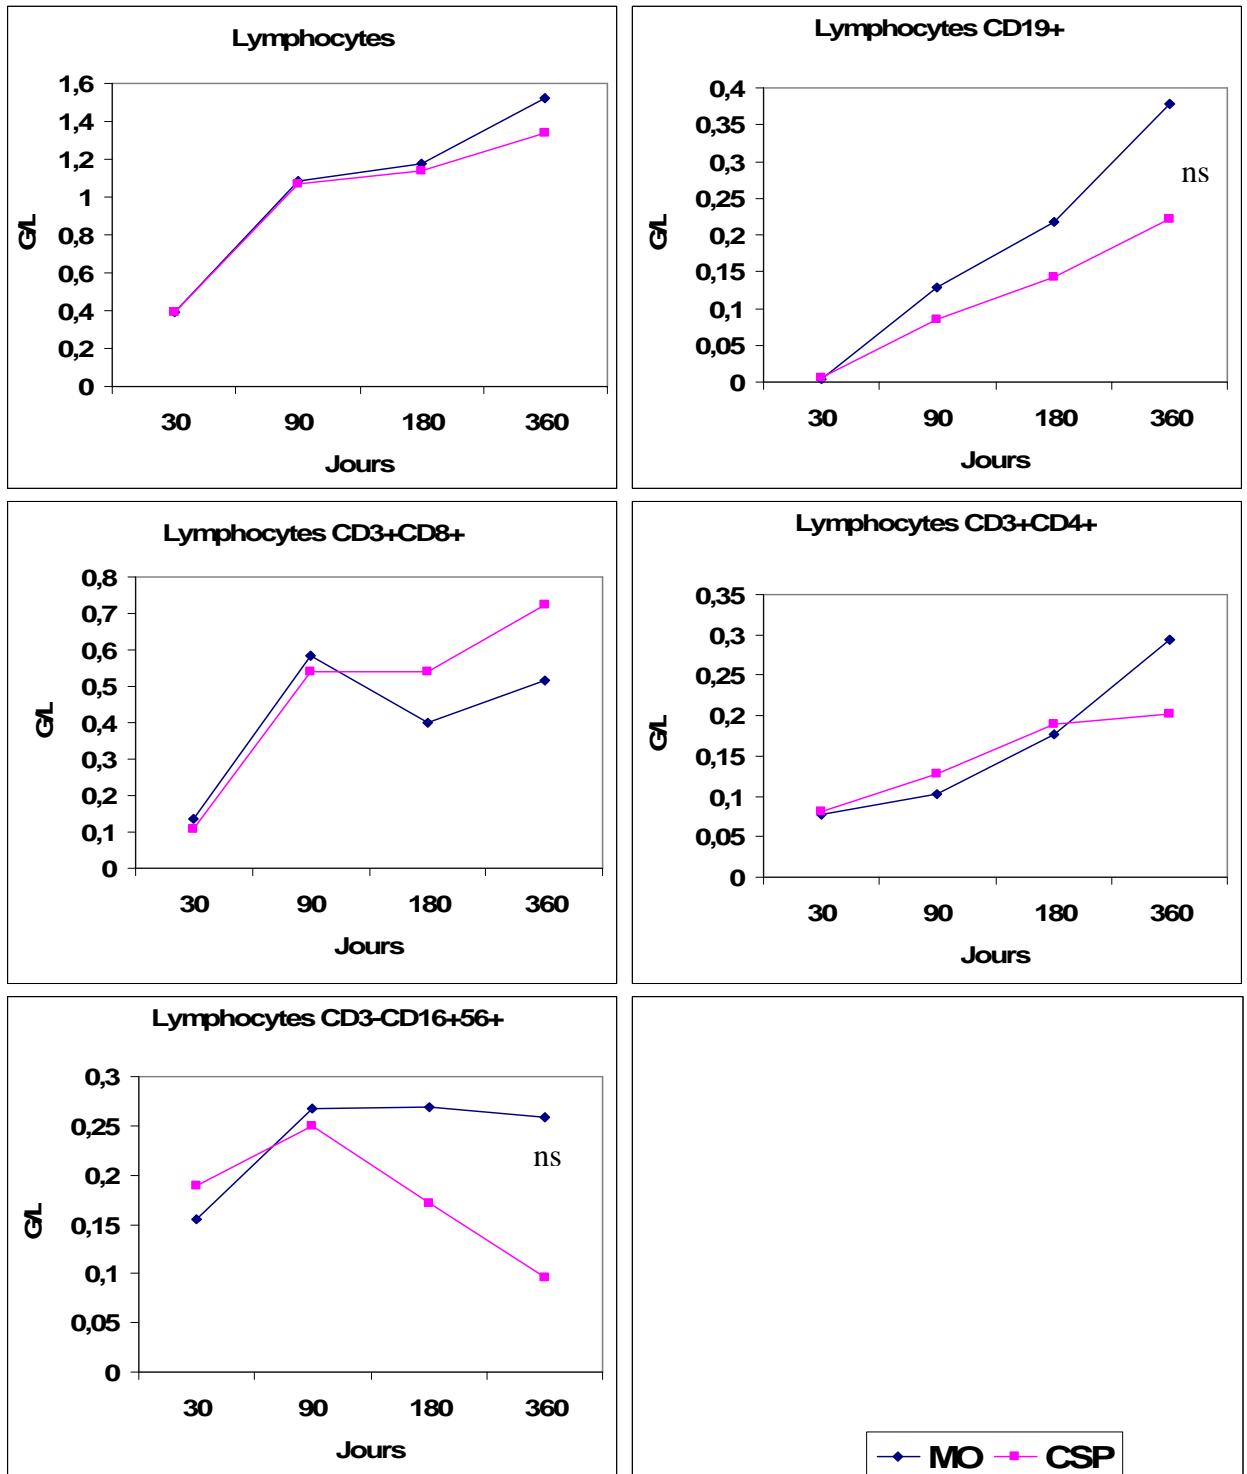 Lymphocytes
1,6
1,4
1,2
1
0,8
0,6
0,4
0,2
0
G/L
30 90 180 360
Jours
Lymphocytes CD19+
0,4
0,35
0,3
0,25
0,2
0,15
0,1
0,05
0
G/L
ns
30 90 180 360
Jours
Lymphocytes CD3+CD8+
0,8
0,7
0,6
0,5
0,4
0,3
0,2
0,1
0
G/L
30 90 180 360
Jours
Lymphocytes CD3+CD4+
0,35
0,3
0,25
0,2
0,15
0,1
0,05
0
G/L
30 90 180 360
Jours
Lymphocytes CD3-CD16+56+
0,3
0,25
0,2
0,15
0,1
0,05
0
G/L
ns
30 90 180 360
Jours
MO CSP